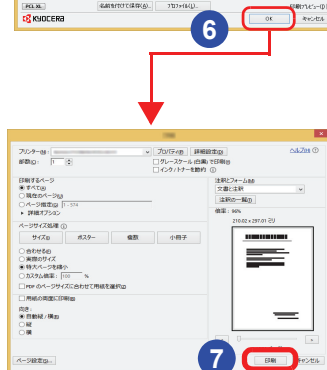 PCL XL
名前を付けて保存(A)...
プロファイル(L)...
KYOCERA
6
OK
キャンセル
印刷
プリンター(N):
プロパティ(P)
詳細設定(D)
ヘルプ(H)
部数(C): 1
グレースケール (白黒) で印刷(R)
インク/トナーを節約
印刷するページ
すべて(A)
現在のページ(U)
ページ指定(G) 1 - 574
詳細オプション
注釈とフォーム(M)
文書と注釈
注釈の一覧(T)
ページサイズ処理
サイズ(I)
ポスター
複数
小冊子
倍率: 96%
210.02 x 297.01 ミリ
合わせる(F)
実際のサイズ
特大ページを縮小
カスタム倍率: 100 %
PDF のページサイズに合わせて用紙を選択(Z)
用紙の両面に印刷(B)
向き:
自動縦 / 横(R)
縦
横
ページ設定(S)...
7
印刷
キャンセル